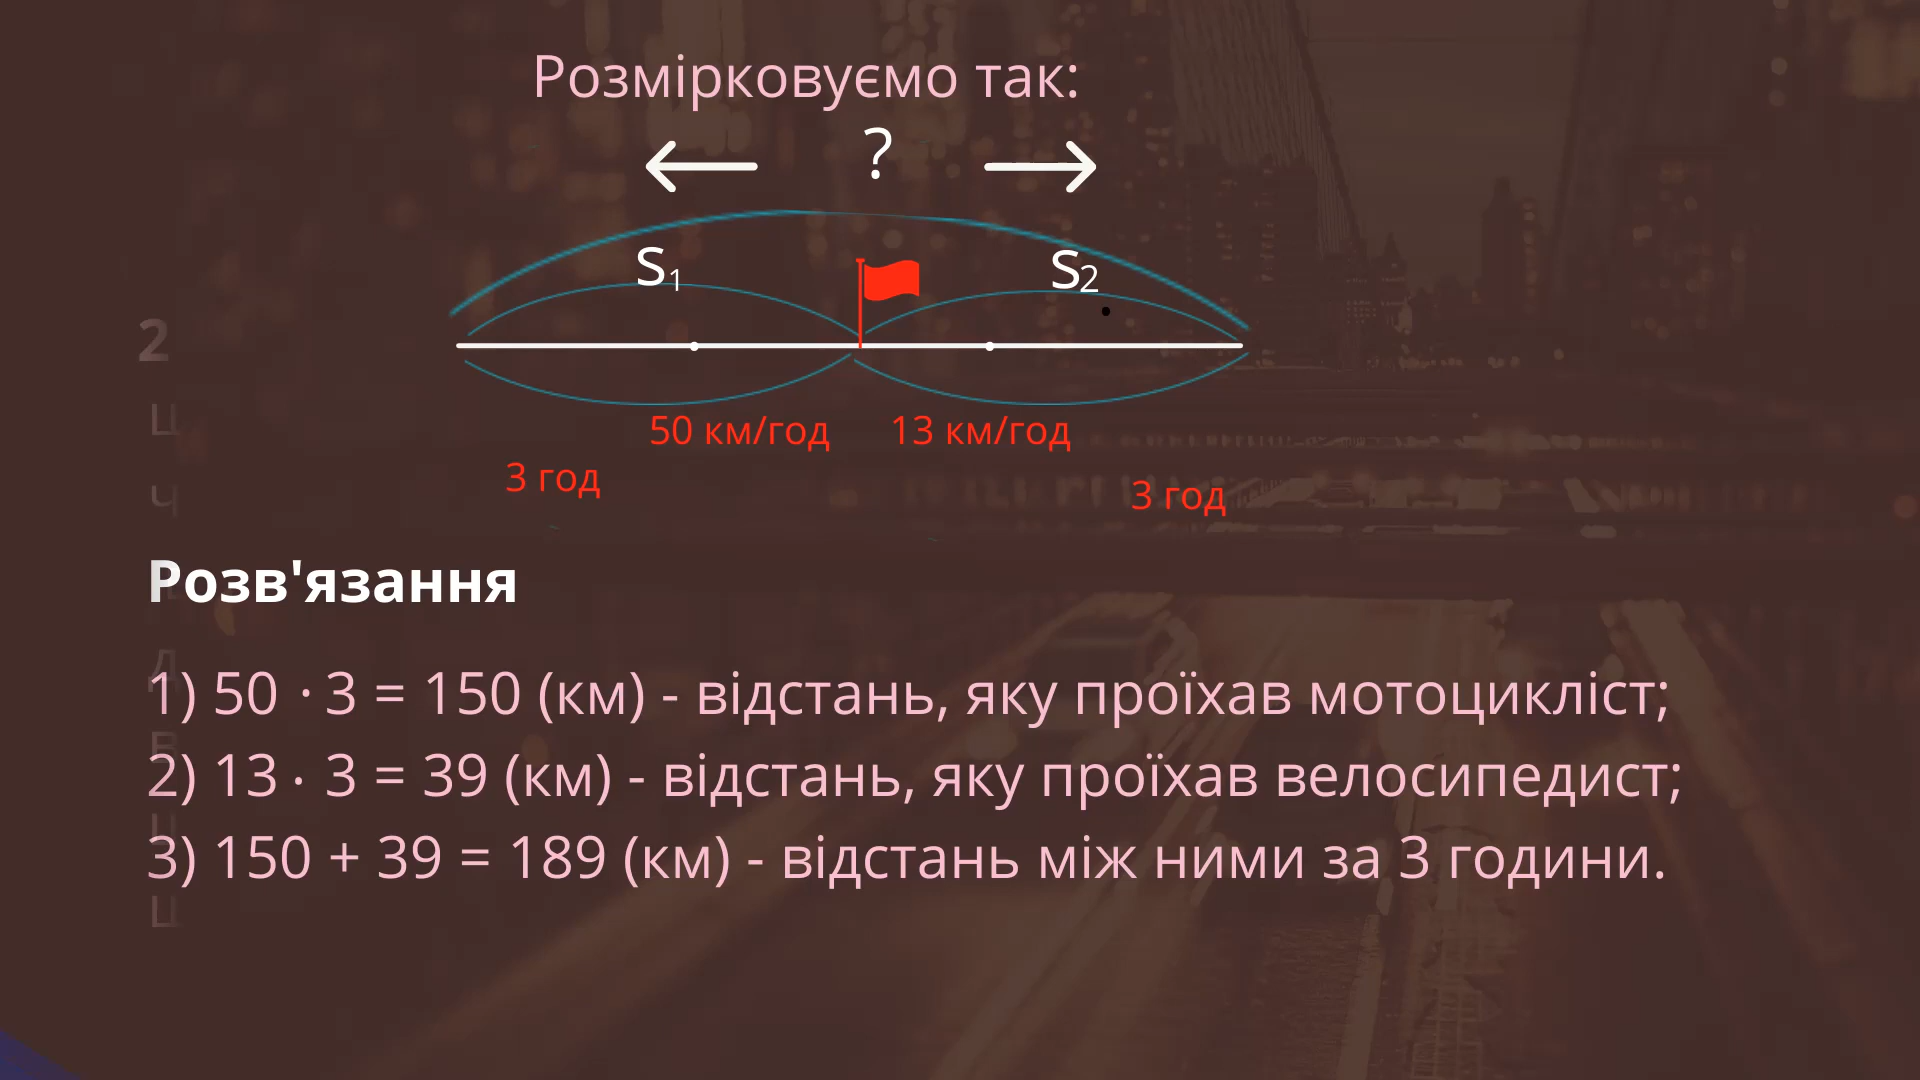 Розмірковуємо так:
?
S1
S2
50 км/год
13 км/год
3 год
3 год
2
ц
ч
Розв'язання
д
1) 50 · 3 = 150 (км) - відстань, яку проїхав мотоцикліст;
в
2) 13 · 3 = 39 (км) - відстань, яку проїхав велосипедист;
3) 150 + 39 = 189 (км) - відстань між ними за 3 години.